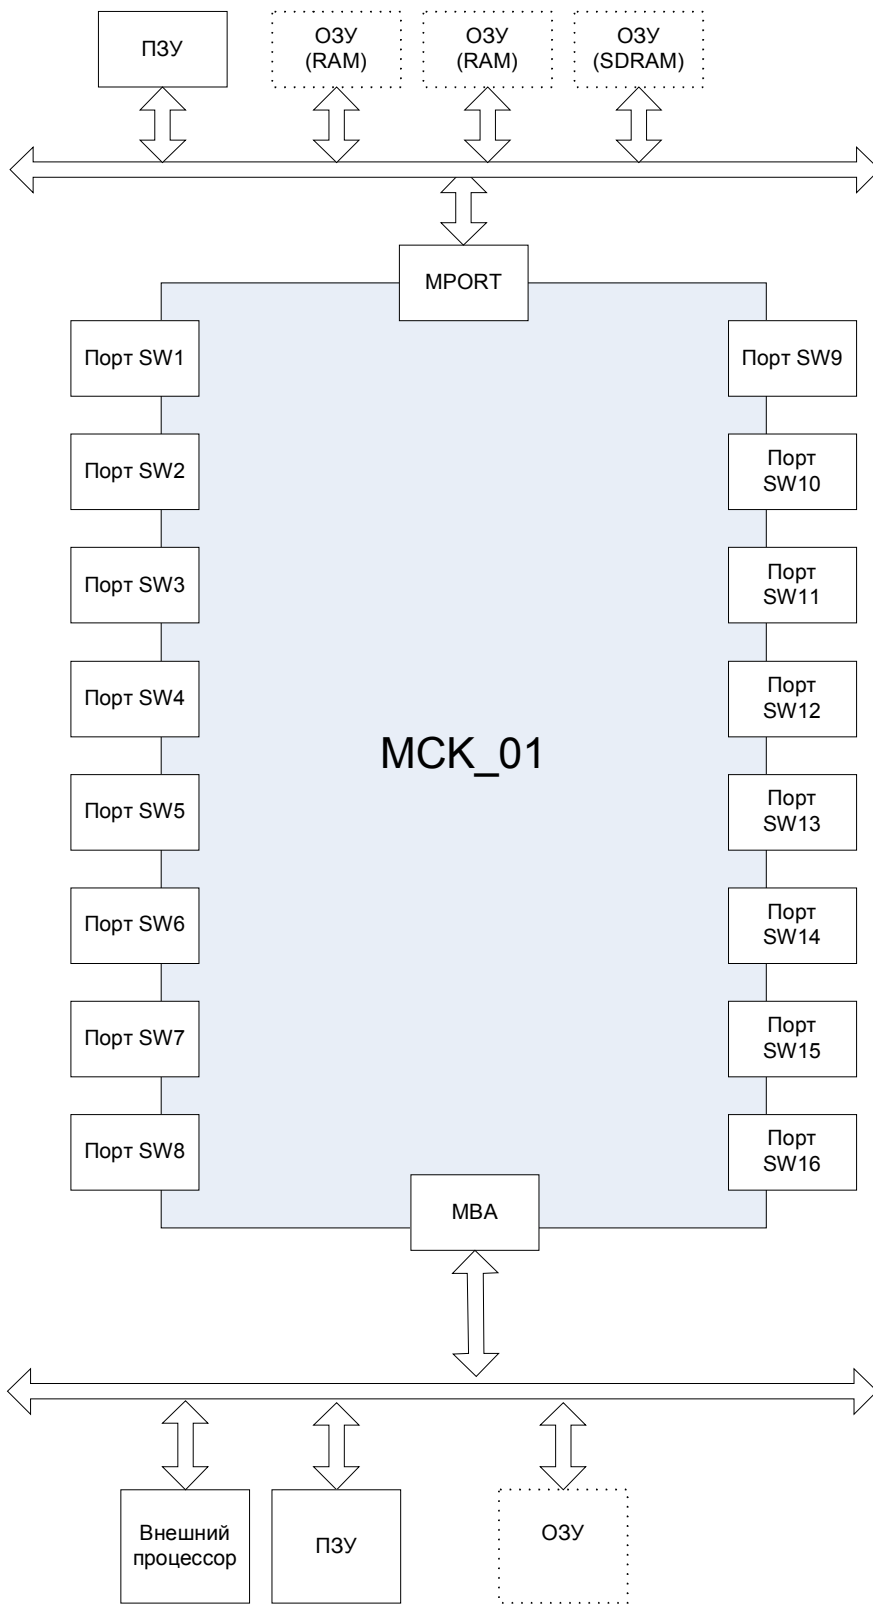 ПЗУ
ОЗУ
(RAM)
ОЗУ
(RAM)
ОЗУ
(SDRAM)
MPORT
Порт SW1
Порт SW9
Порт SW2
Порт
SW10
Порт SW3
Порт
SW11
Порт SW4
Порт
SW12
МСК_01
Порт SW5
Порт
SW13
Порт SW6
Порт
SW14
Порт SW7
Порт
SW15
Порт SW8
Порт
SW16
MBA
Внешний
процессор
ПЗУ
ОЗУ